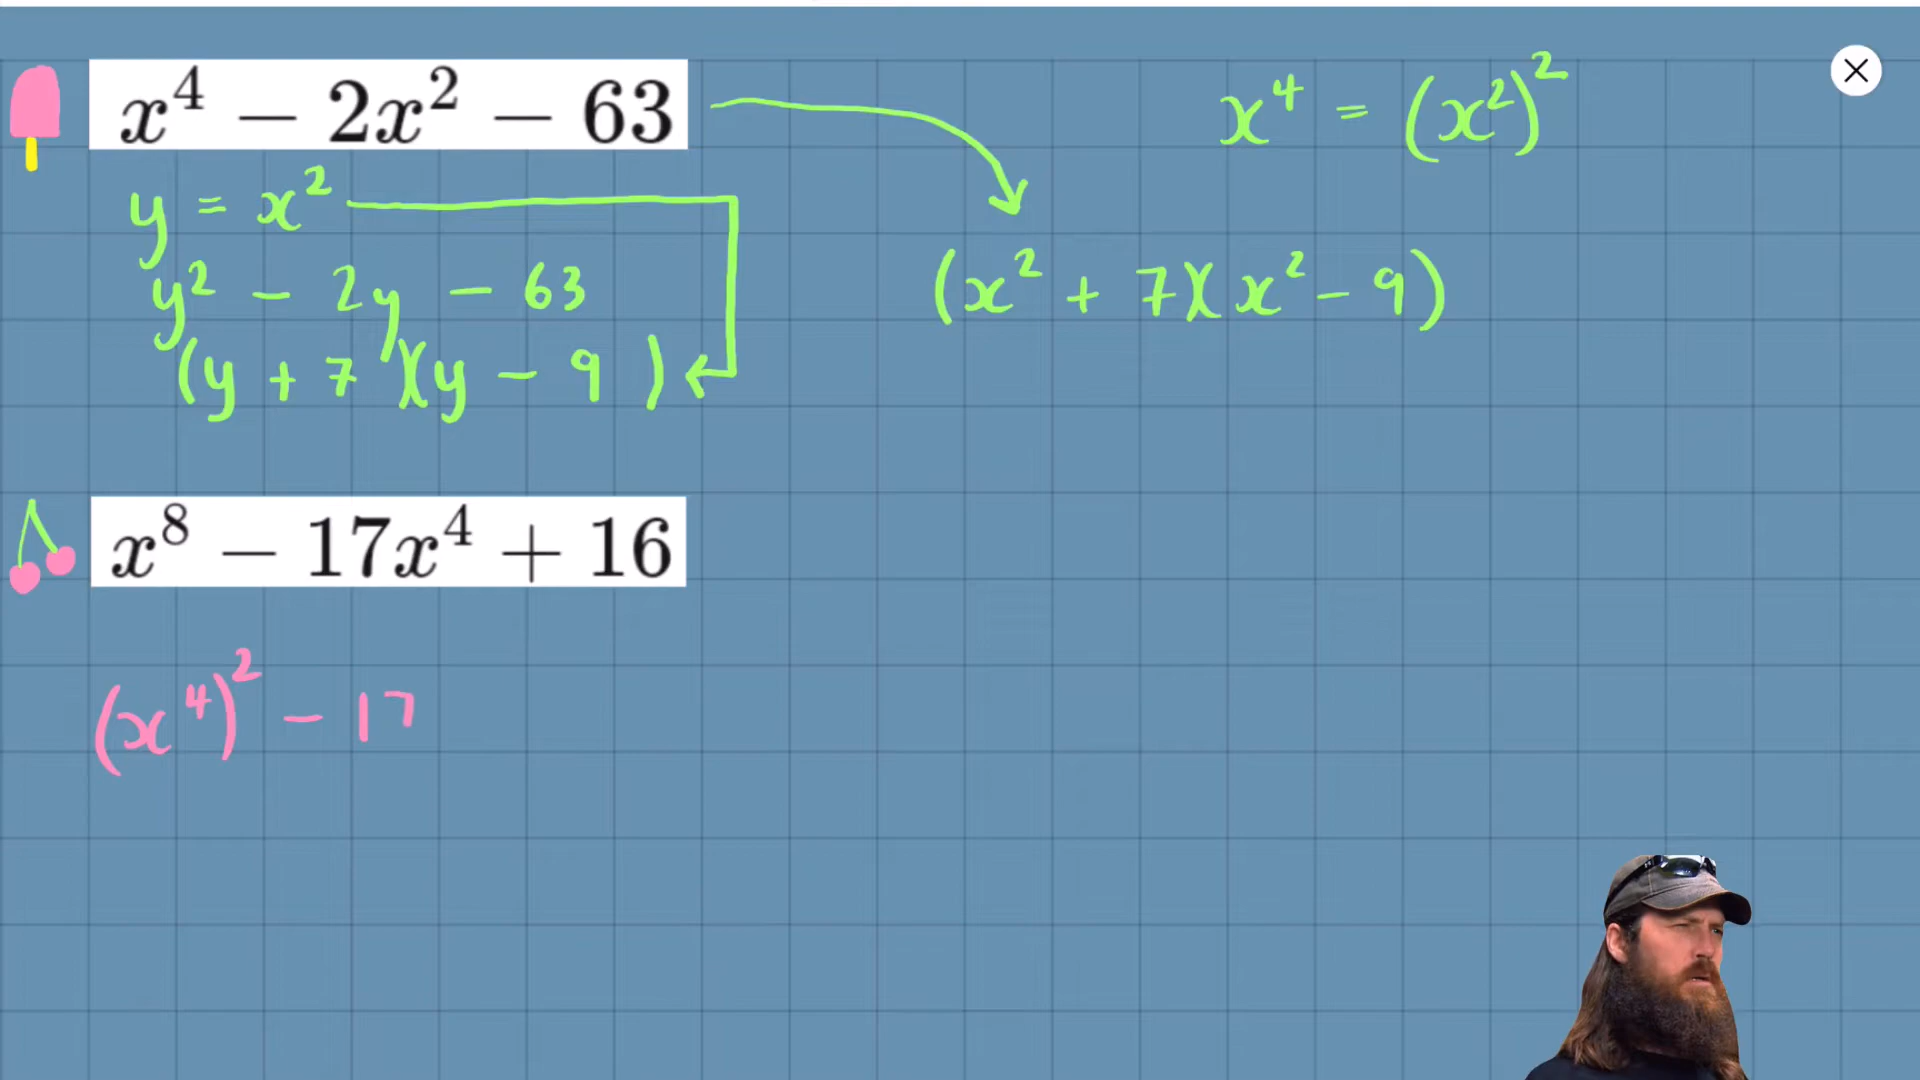 x⁴ − 2x² − 63
x⁴ = (x²)²
y = x²
y² − 2y − 63
(x² + 7)(x² − 9)
(y + 7)(y − 9)
x⁸ − 17x⁴ + 16
(x⁴)² − 17